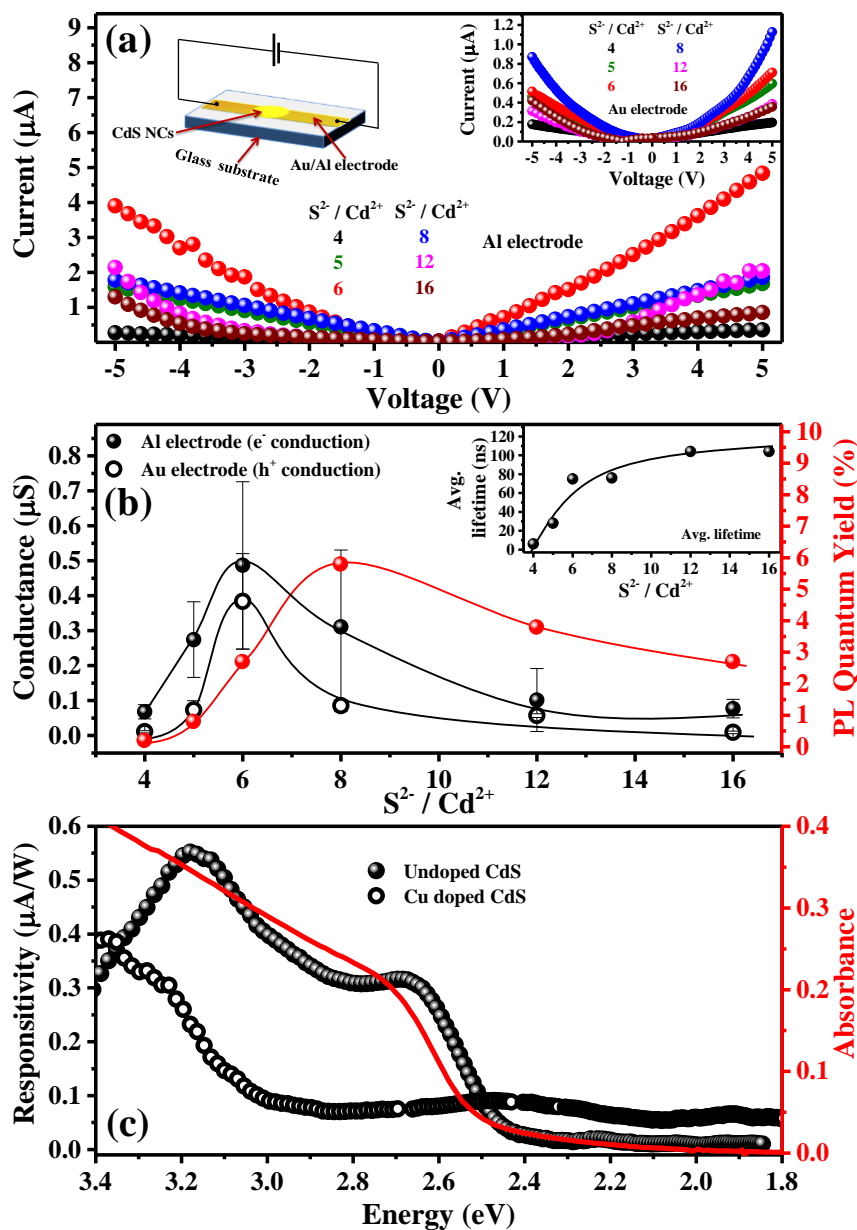 (a)
Current (µA)
9
8
7
6
5
4
3
2
1
CdS NCs
Glass substrate
Au/Al electrode
Current (µA)
1.2
1.0
0.8
0.6
0.4
0.2
0.0
S²⁻ / Cd²⁺ S²⁻ / Cd²⁺
4 8
5 12
6 16
Au electrode
-5 -4 -3 -2 -1 0 1 2 3 4 5
Voltage (V)
S²⁻ / Cd²⁺ S²⁻ / Cd²⁺
4 8
5 12
6 16
Al electrode
-5 -4 -3 -2 -1 0 1 2 3 4 5
Voltage (V)
(b)
Al electrode (e⁻ conduction)
Au electrode (h⁺ conduction)
Conductance (µS)
0.8
0.7
0.6
0.5
0.4
0.3
0.2
0.1
0.0
Avg.
lifetime (ns)
120
100
80
60
40
20
0
Avg. lifetime
4 6 8 10 12 14 16
S²⁻ / Cd²⁺
10
9
8
7
6
5
4
3
2
1
0
PL Quantum Yield (%)
4 6 8 10 12 14 16
S²⁻ / Cd²⁺
(c)
Responsitivity (µA/W)
0.6
0.5
0.4
0.3
0.2
0.1
0.0
Undoped CdS
Cu doped CdS
0.4
0.3
0.2
0.1
0.0
Absorbance
3.4 3.2 3.0 2.8 2.6 2.4 2.2 2.0 1.8
Energy (eV)